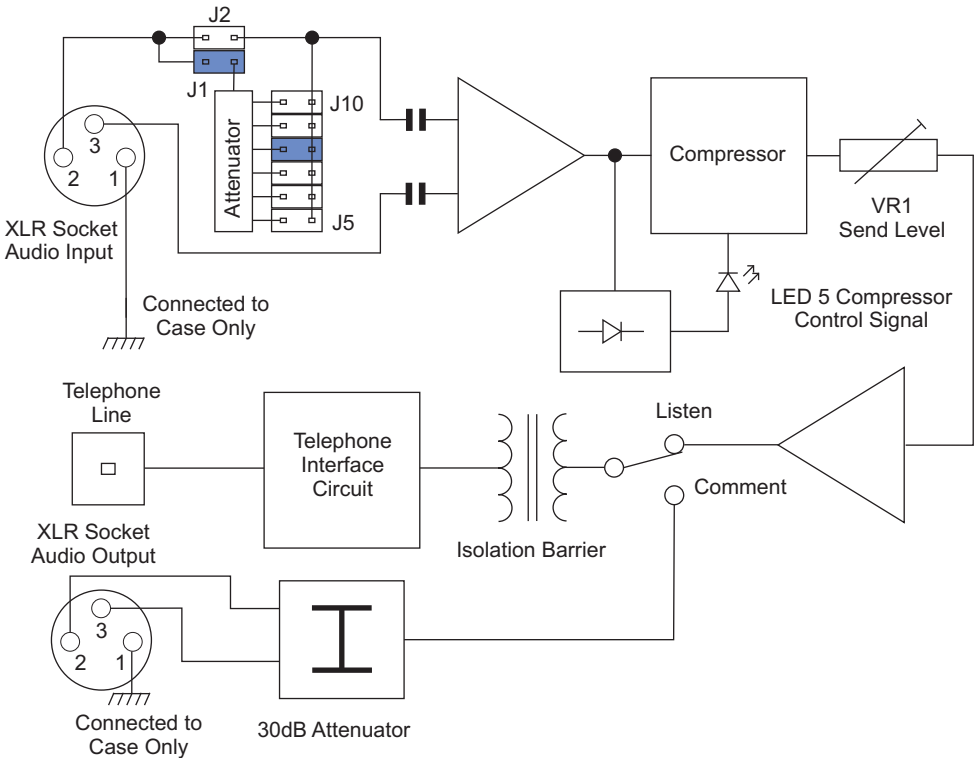 J2
J1
J10
Attenuator
J5
3
2
1
XLR Socket
Audio Input
Connected to
Case Only
Compressor
VR1
Send Level
LED 5 Compressor
Control Signal
Telephone
Line
Telephone
Interface
Circuit
Isolation Barrier
Listen
Comment
XLR Socket
Audio Output
3
2
1
Connected to
Case Only
30dB Attenuator